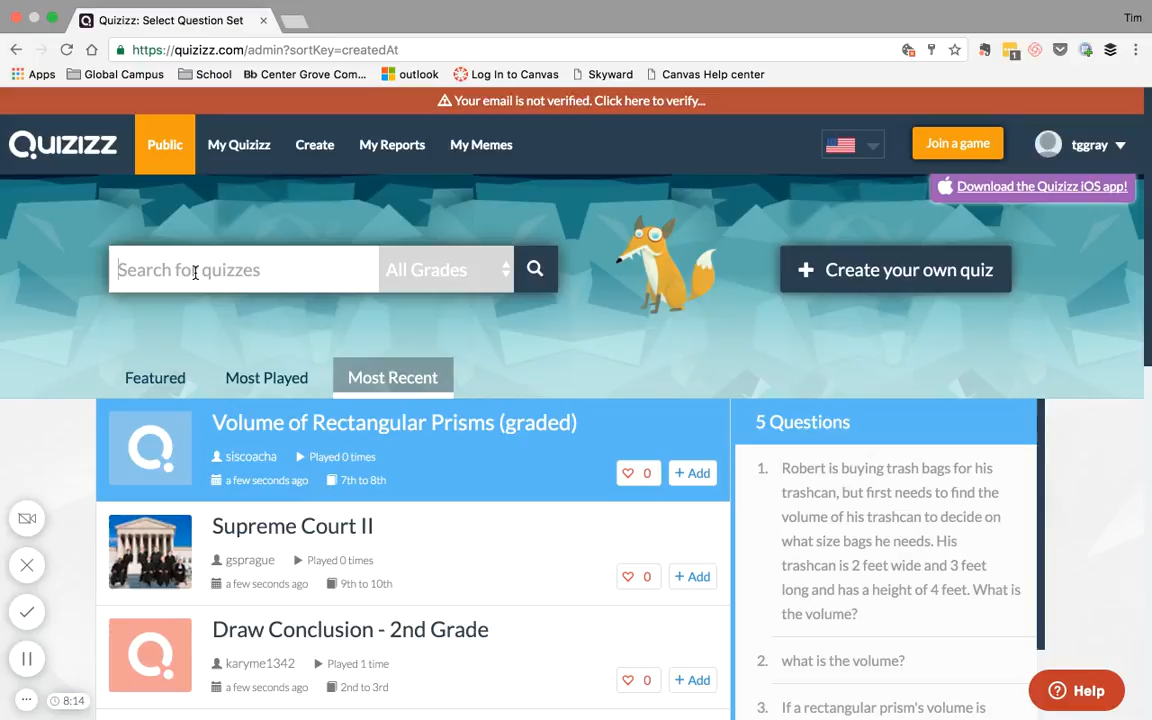 Quizizz: Select Question Set
Tim
https://quizizz.com/admin?sortKey=createdAt
1
Apps Global Campus School Bb Center Grove Com... outlook Log In to Canvas Skyward Canvas Help center
Your email is not verified. Click here to verify...
Quizizz Public My Quizizz Create My Reports My Memes Join a game tggray
Download the Quizizz iOS app!
Search for quizzes All Grades + Create your own quiz
Featured Most Played Most Recent
Volume of Rectangular Prisms (graded)
siscoacha Played 0 times
a few seconds ago 7th to 8th
0 + Add
Supreme Court II
gsprague Played 0 times
a few seconds ago 9th to 10th
0 + Add
Draw Conclusion - 2nd Grade
karyme1342 Played 1 time
a few seconds ago 2nd to 3rd
0 + Add
5 Questions
1. Robert is buying trash bags for his
trashcan, but first needs to find the
volume of his trashcan to decide on
what size bags he needs. His
trashcan is 2 feet wide and 3 feet
long and has a height of 4 feet. What is
the volume?
2. what is the volume?
3. If a rectangular prism's volume is
8:14
Help